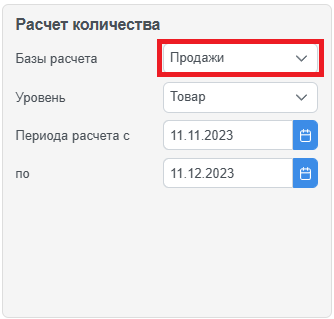 Расчет количества
Базы расчета Продажи
Уровень Товар
Периода расчета с 11.11.2023
по 11.12.2023